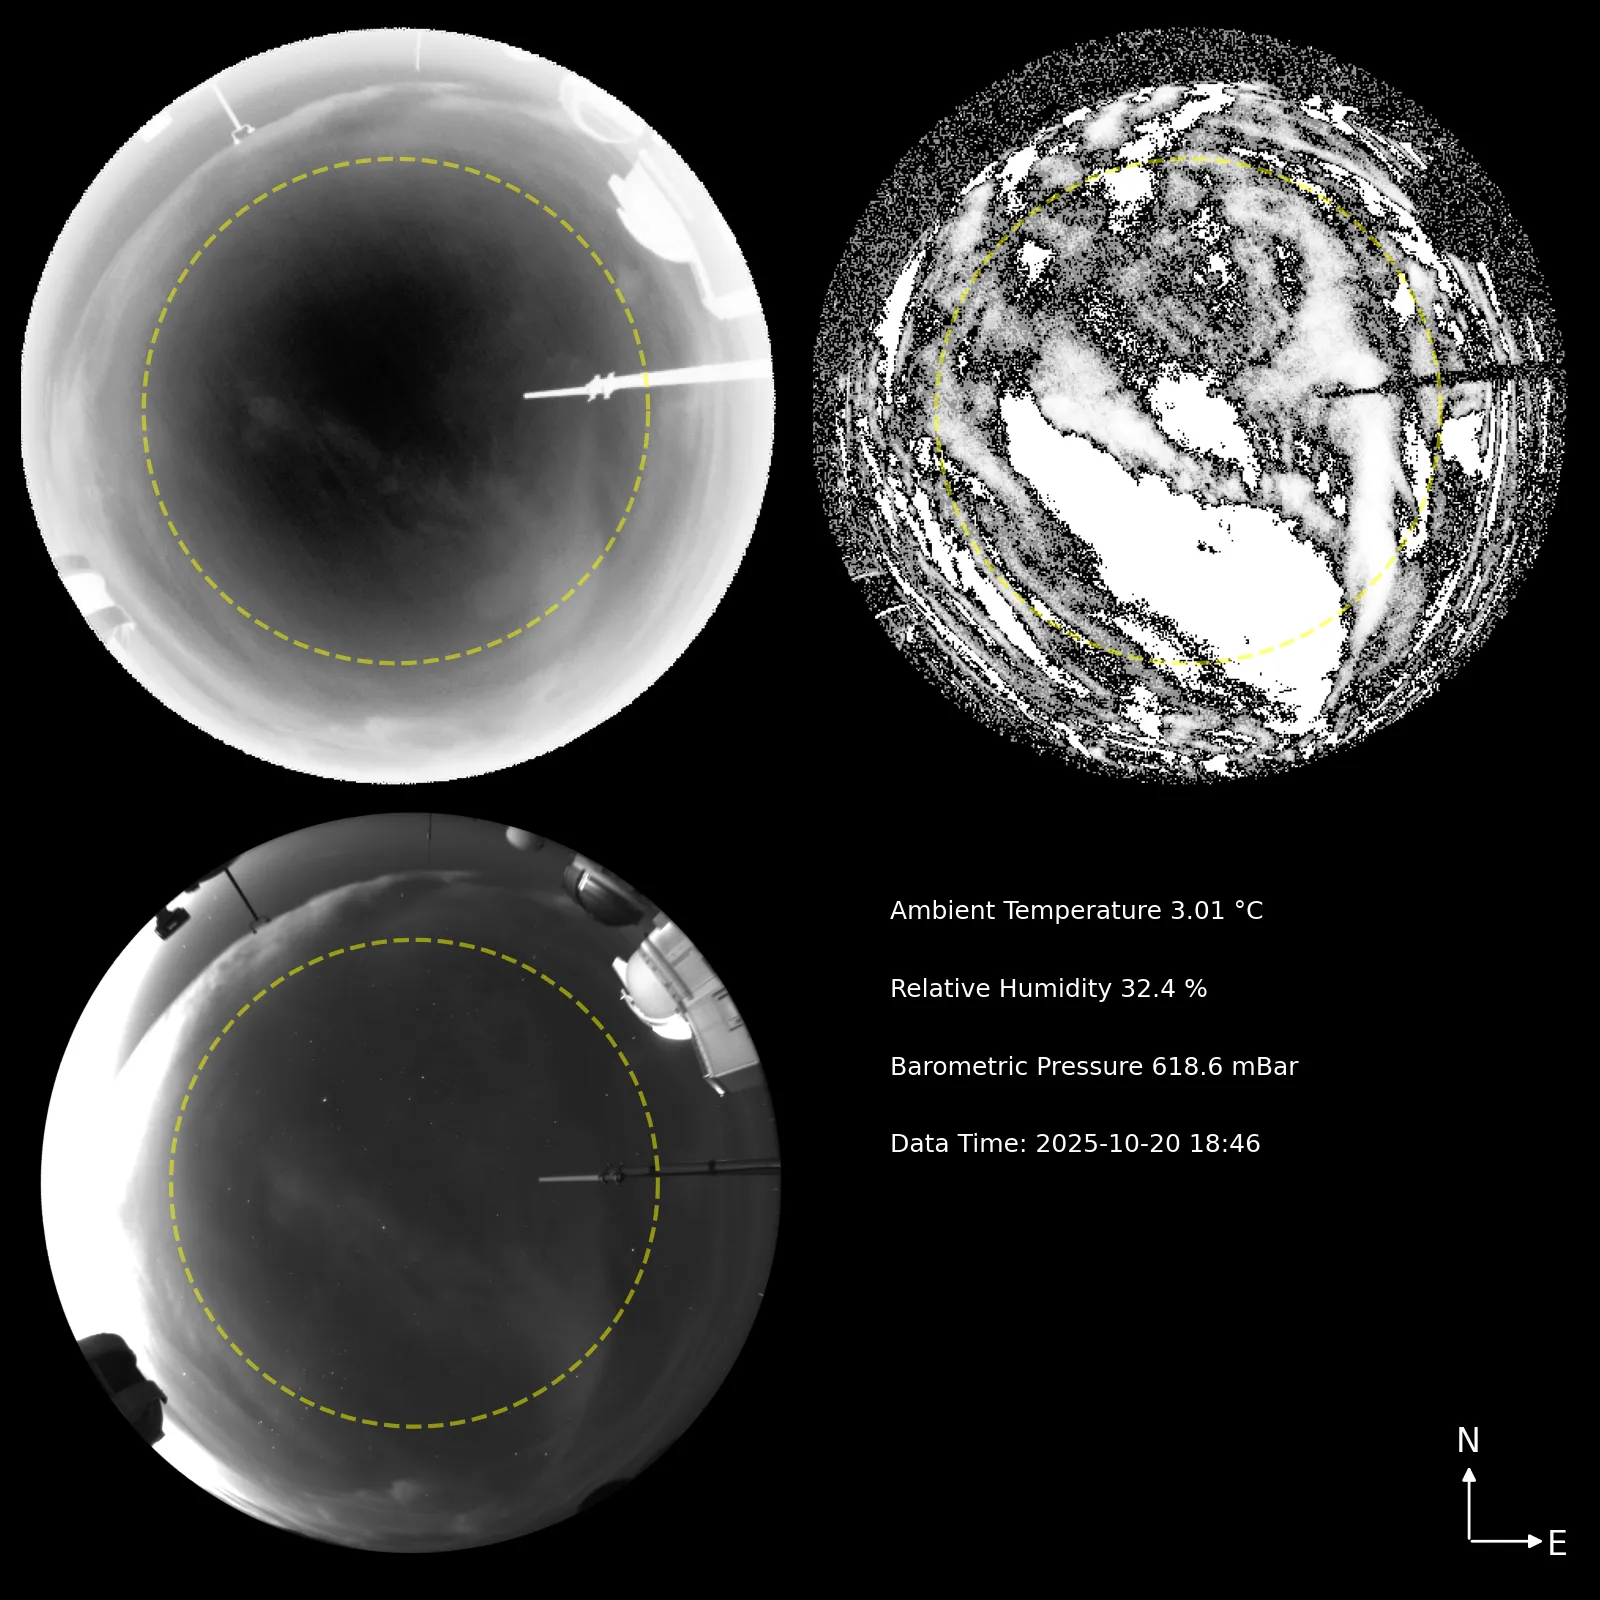 Ambient Temperature 3.01 °C
Relative Humidity 32.4 %
Barometric Pressure 618.6 mBar
Data Time: 2025-10-20 18:46
N
E